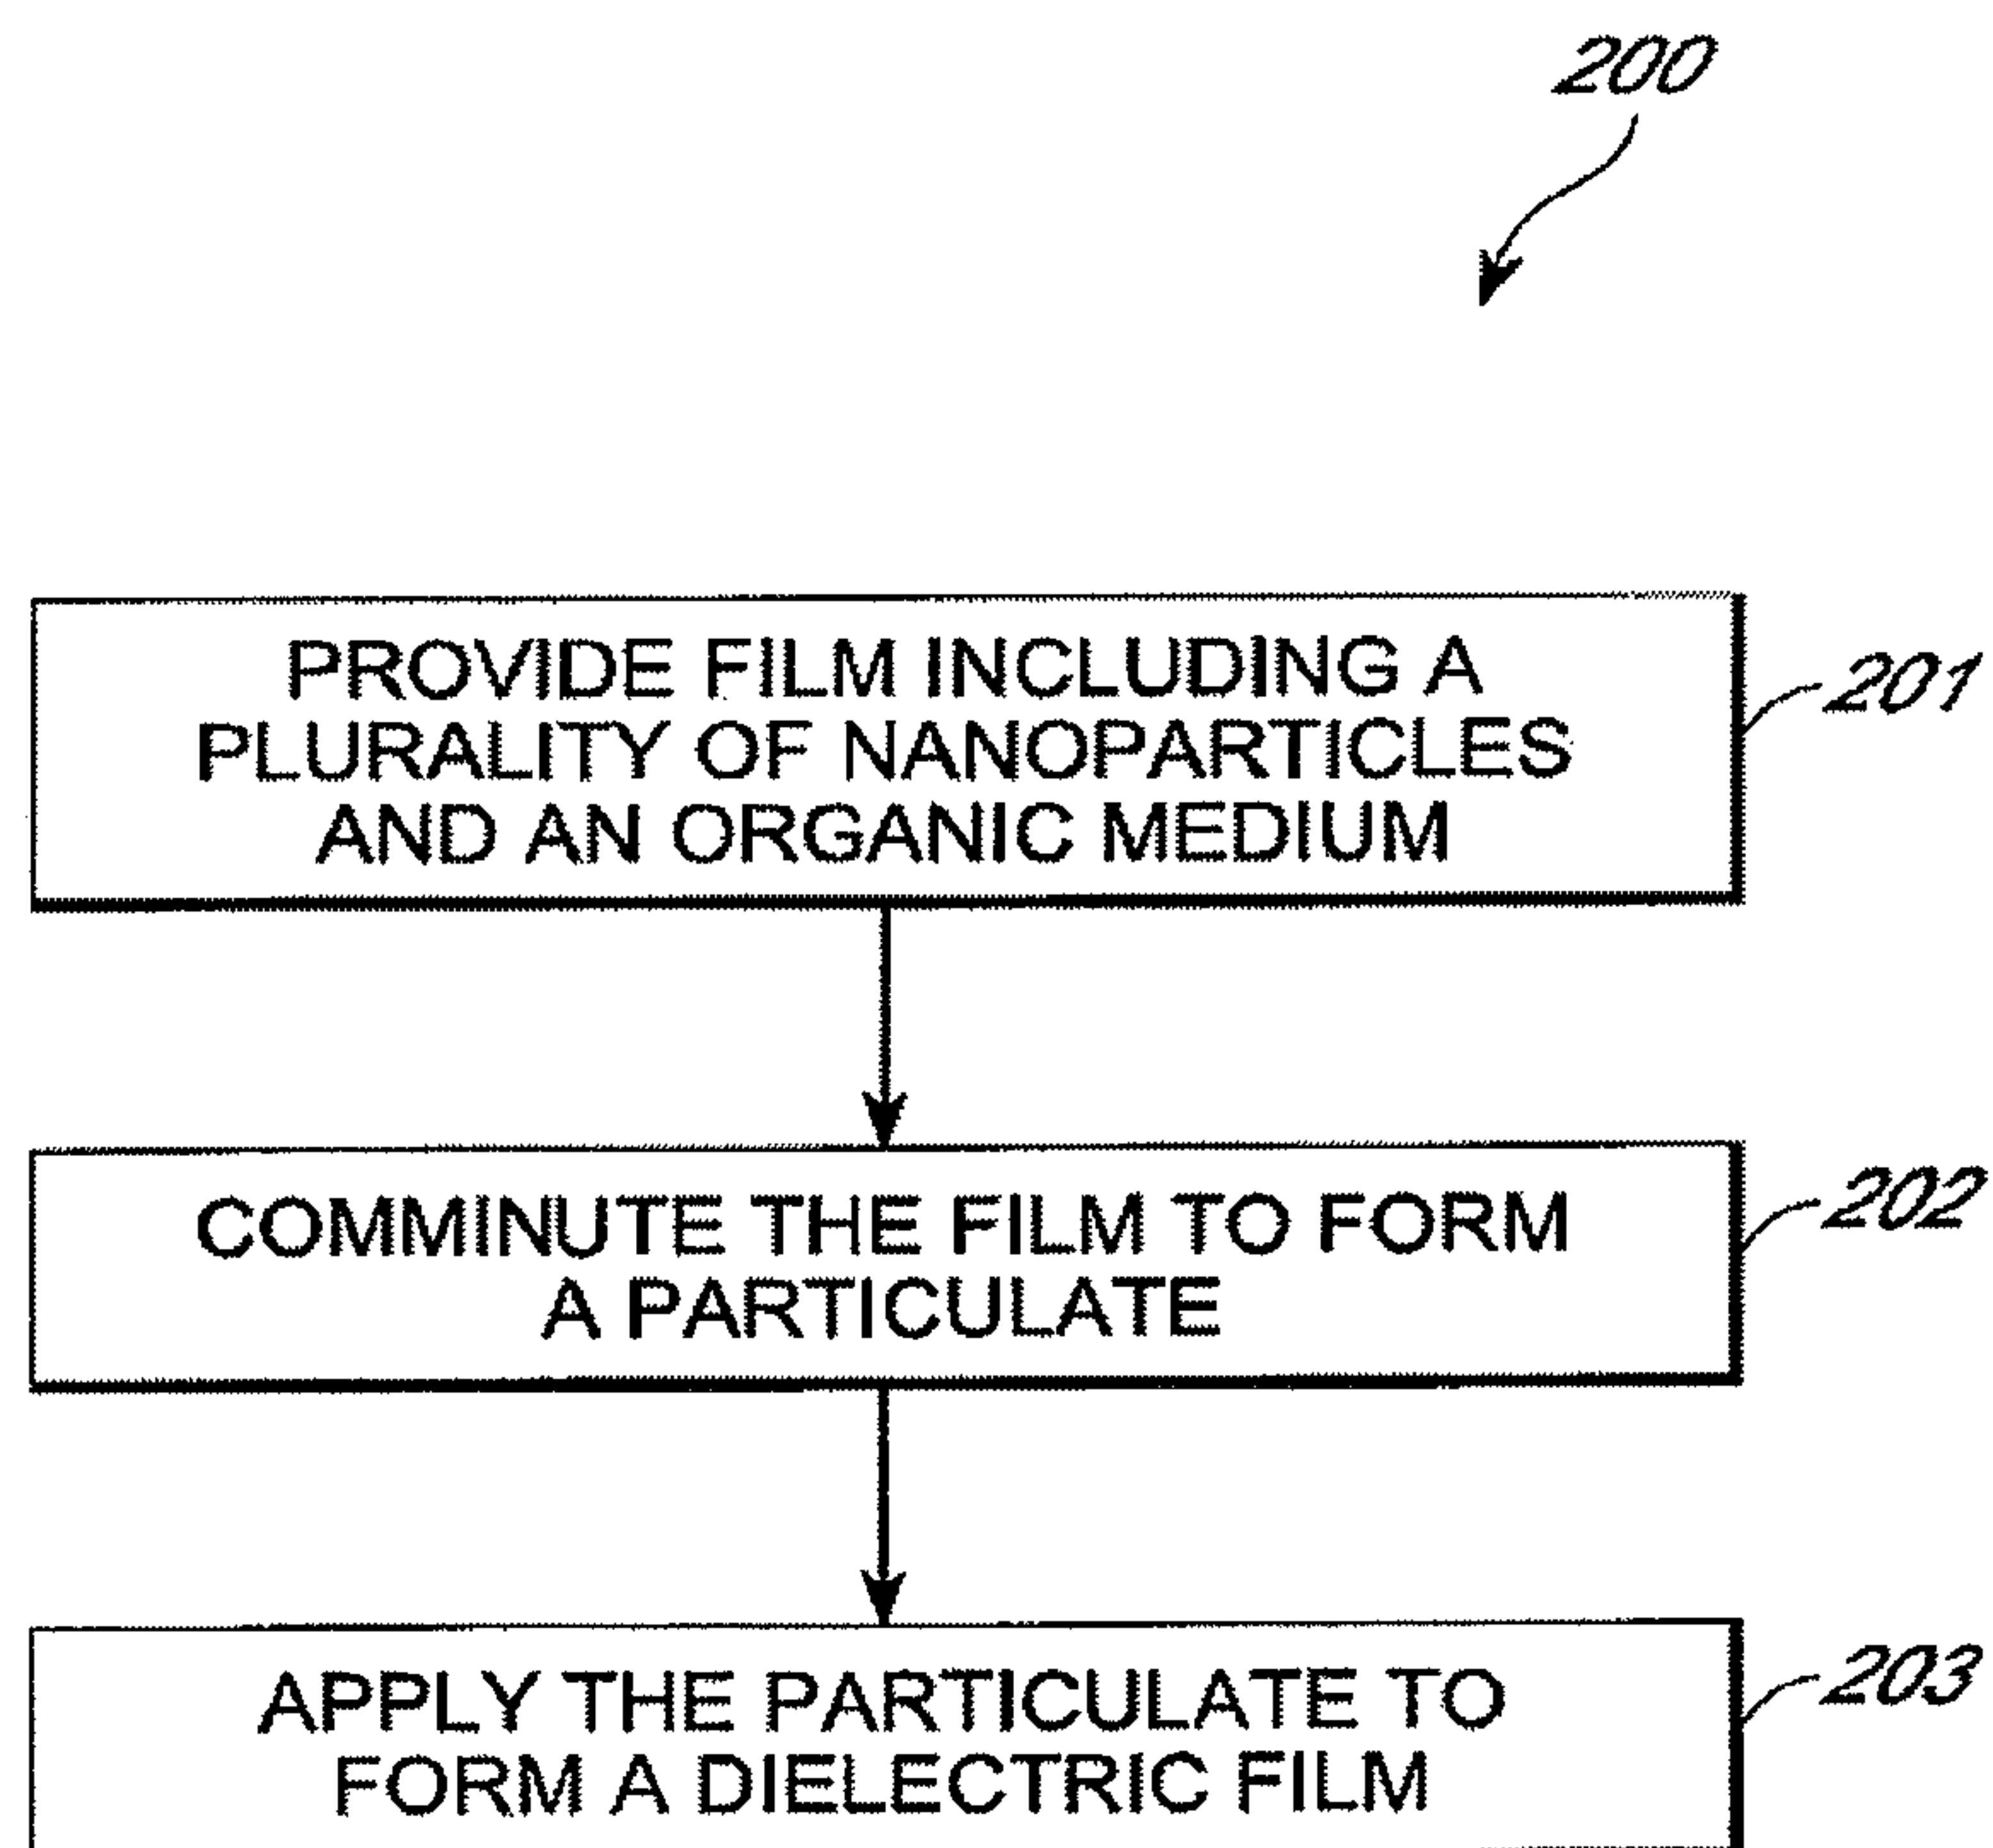 200
PROVIDE FILM INCLUDING A
PLURALITY OF NANOPARTICLES
AND AN ORGANIC MEDIUM
201
COMMINUTE THE FILM TO FORM
A PARTICULATE
202
APPLY THE PARTICULATE TO
FORM A DIELECTRIC FILM
203